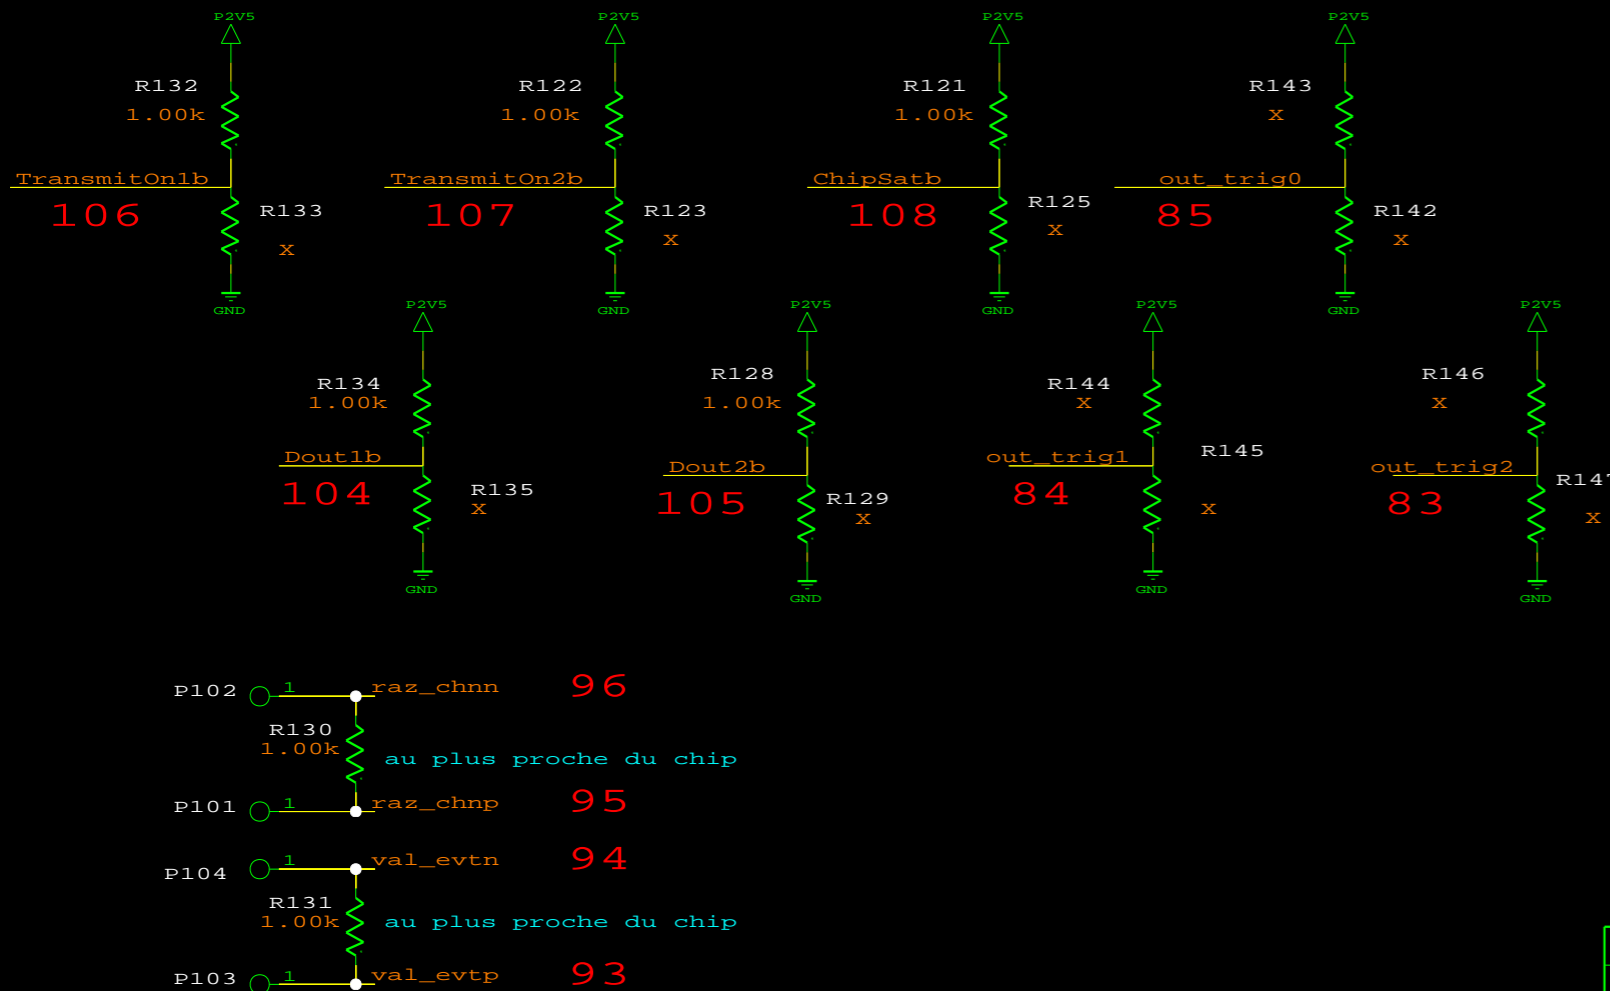 P2V5 P2V5 P2V5 P2V5
R132 R122 R121 R143
1.00k 1.00k 1.00k x
TransmitOn1b TransmitOn2b ChipSatb out_trig0
106 R133 107 R123 108 R125 85 R142
x x x x
GND GND GND GND
P2V5 P2V5 P2V5 P2V5
R134 R128 R144 R146
1.00k 1.00k x x
Dout1b Dout2b out_trig1 R145 out_trig2
104 R135 105 R129 84 83 R147
x x x x
GND GND GND GND
P102 1 raz_chnn 96
R130
1.00k au plus proche du chip
P101 1 raz_chnp 95
P104 1 val_evtn 94
R131
1.00k au plus proche du chip
P103 1 val_evtp 93